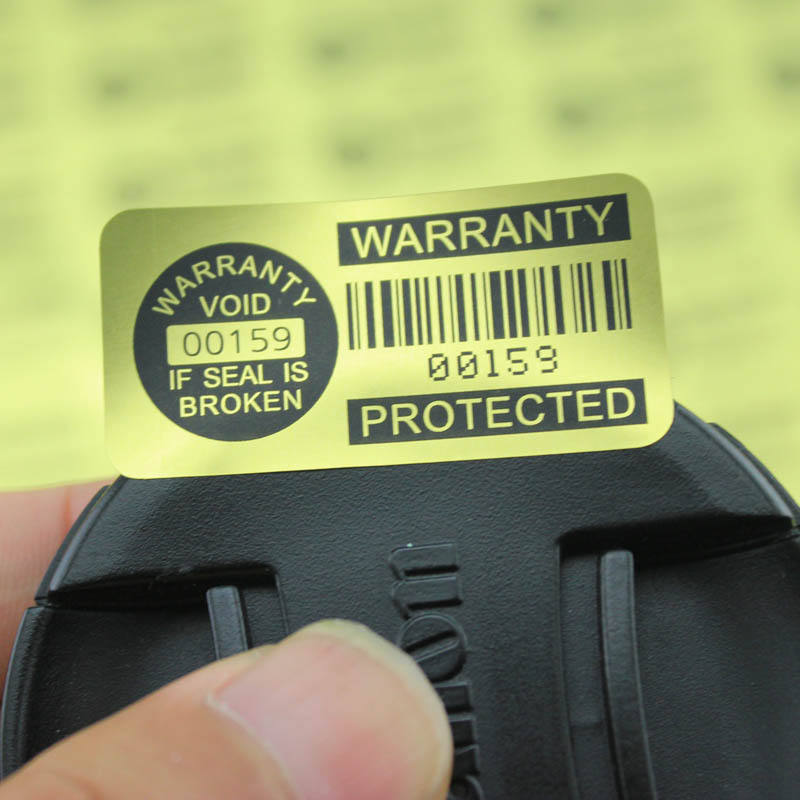 WARRANTY
VOID
00159
IF SEAL IS
BROKEN
WARRANTY
00159
PROTECTED